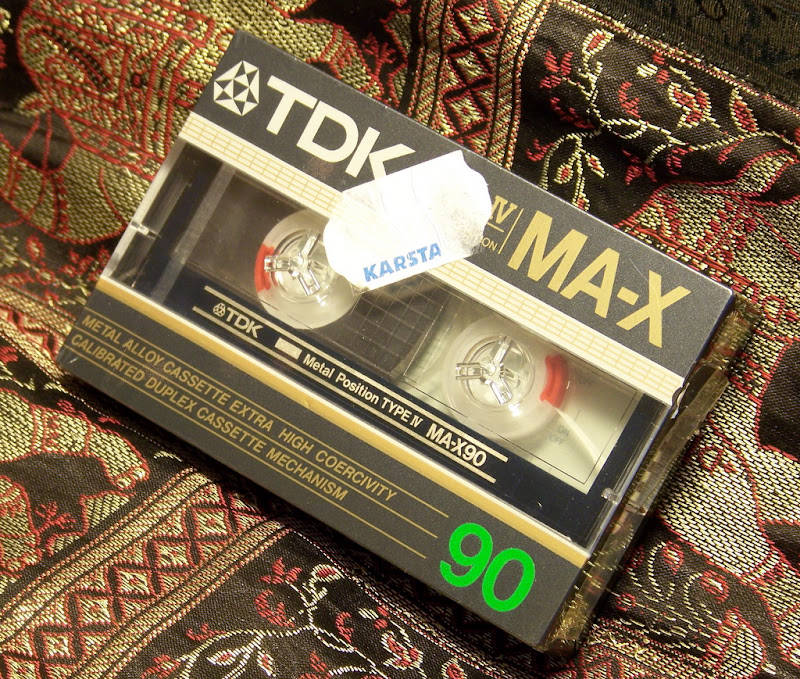 TDK
IV
MA-X
KARSTA
TDK
Metal Position TYPE IV MA-X90
METAL ALLOY CASSETTE EXTRA HIGH COERCIVITY
CALIBRATED DUPLEX CASSETTE MECHANISM
90